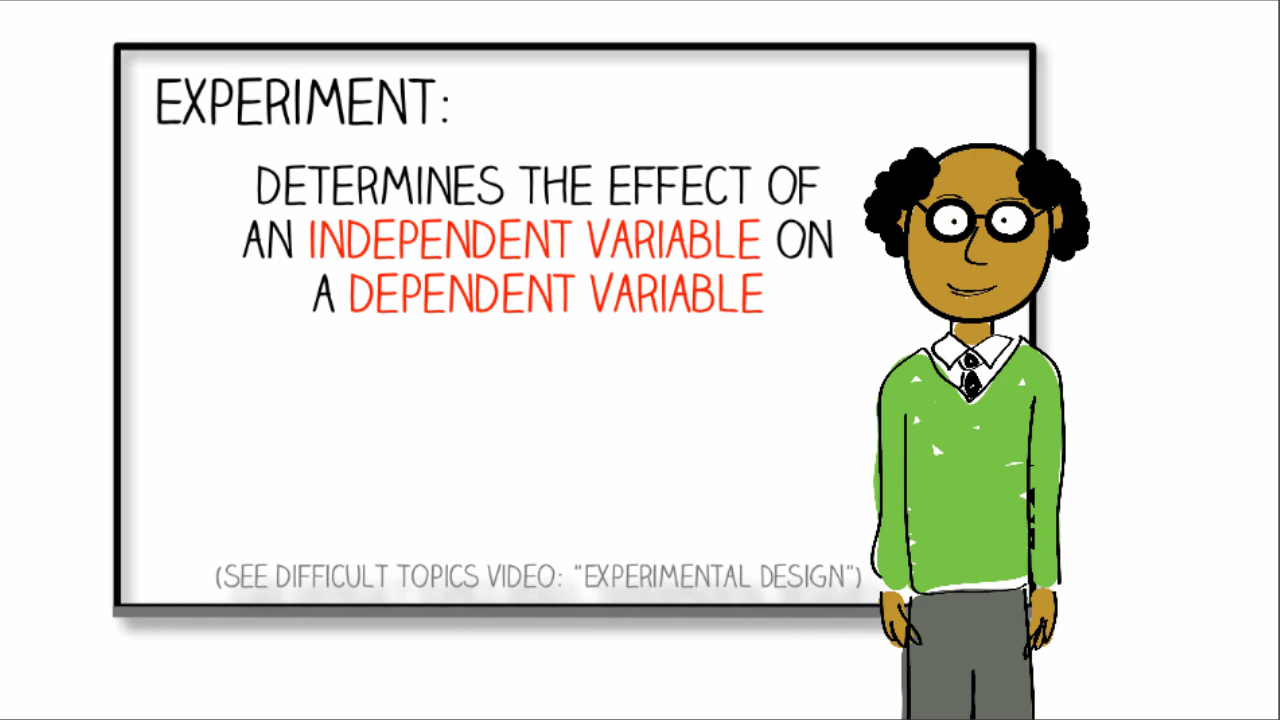 EXPERIMENT:
DETERMINES THE EFFECT OF
AN INDEPENDENT VARIABLE ON
A DEPENDENT VARIABLE
(SEE DIFFICULT TOPICS VIDEO: "EXPERIMENTAL DESIGN")